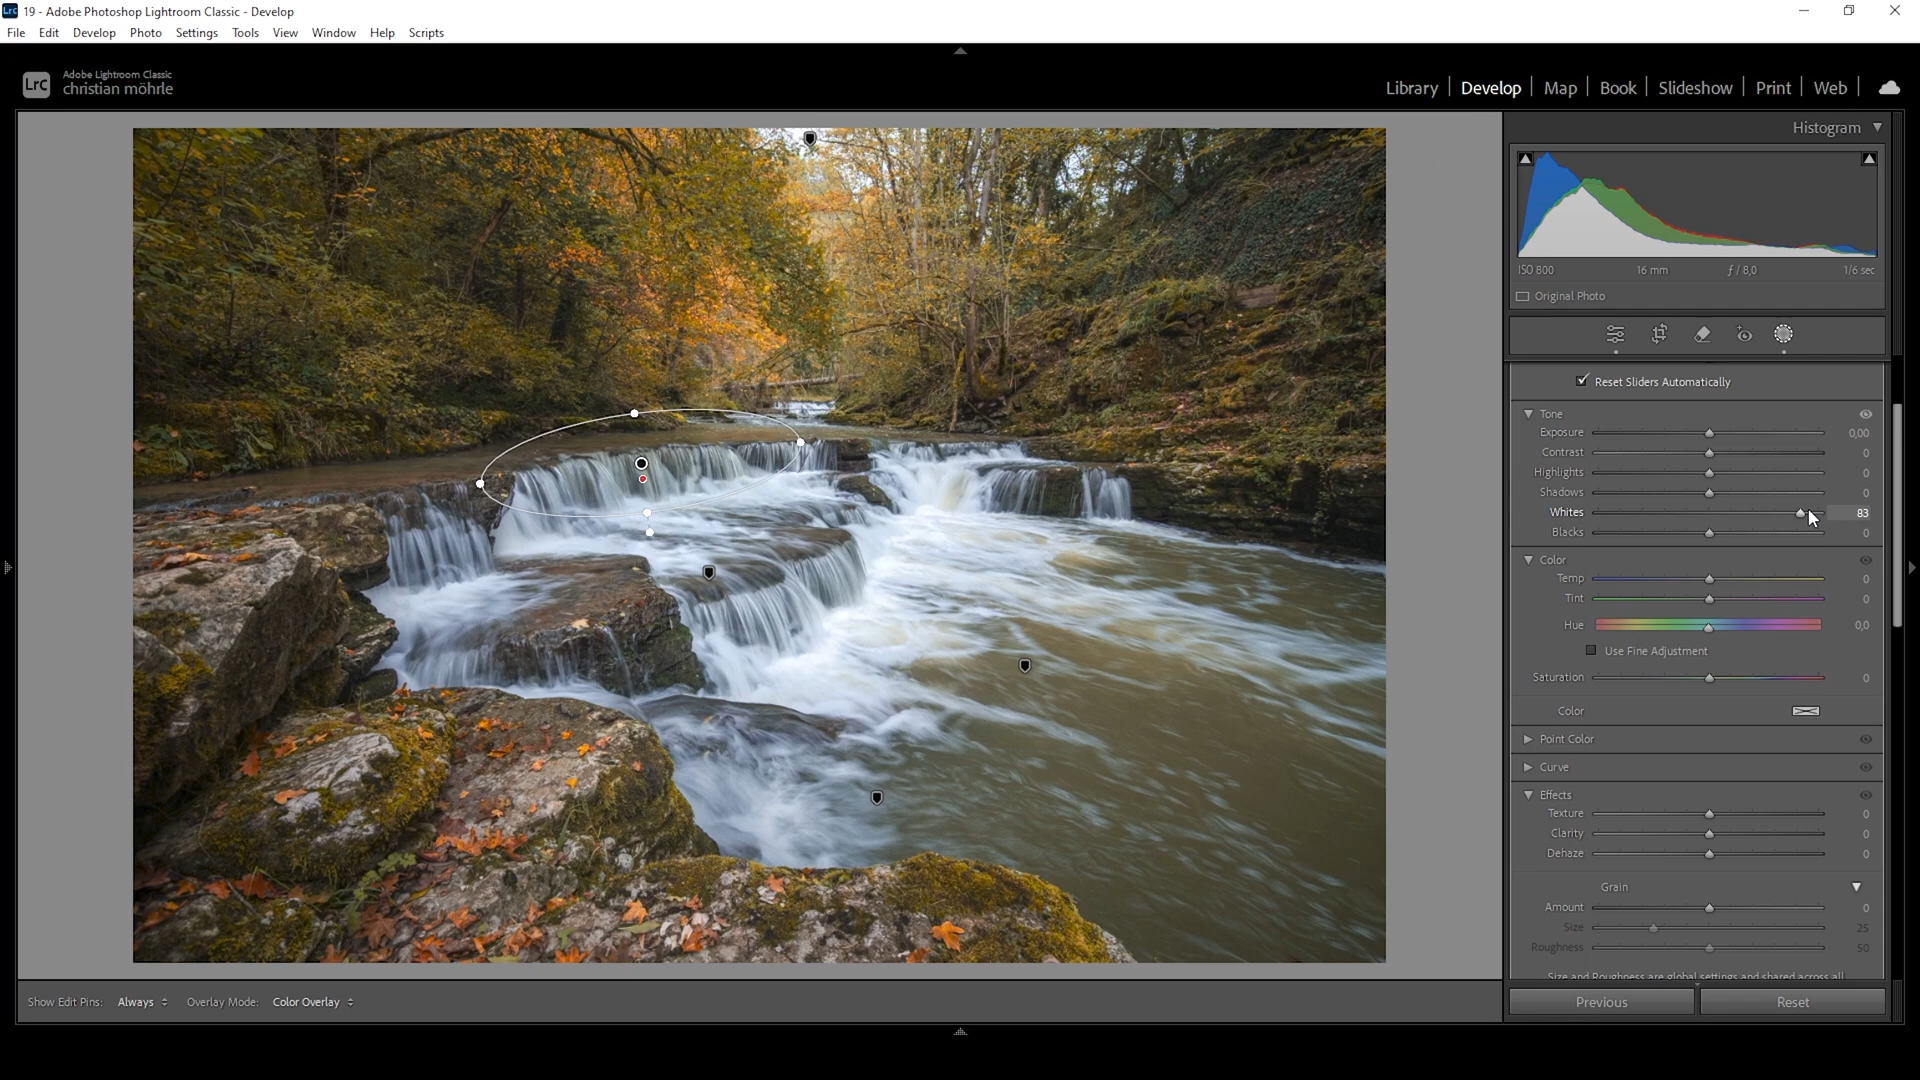 Lrc 19 - Adobe Photoshop Lightroom Classic - Develop
File Edit Develop Photo Settings Tools View Window Help Scripts
Adobe Lightroom Classic
LrC christian möhrle
Library | Develop | Map | Book | Slideshow | Print | Web |
Histogram
ISO 800 16 mm ƒ / 8,0 1/6 sec
Original Photo
Reset Sliders Automatically
Tone
Exposure 0,00
Contrast 0
Highlights 0
Shadows 0
Whites 83
Blacks 0
Color
Temp 0
Tint 0
Hue 0,0
Use Fine Adjustment
Saturation 0
Color
Point Color
Curve
Effects
Texture 0
Clarity 0
Dehaze 0
Grain
Amount 0
Size 25
Roughness 50
Size and Roughness are global settings and shared across all
Show Edit Pins: Always Overlay Mode: Color Overlay
Previous Reset